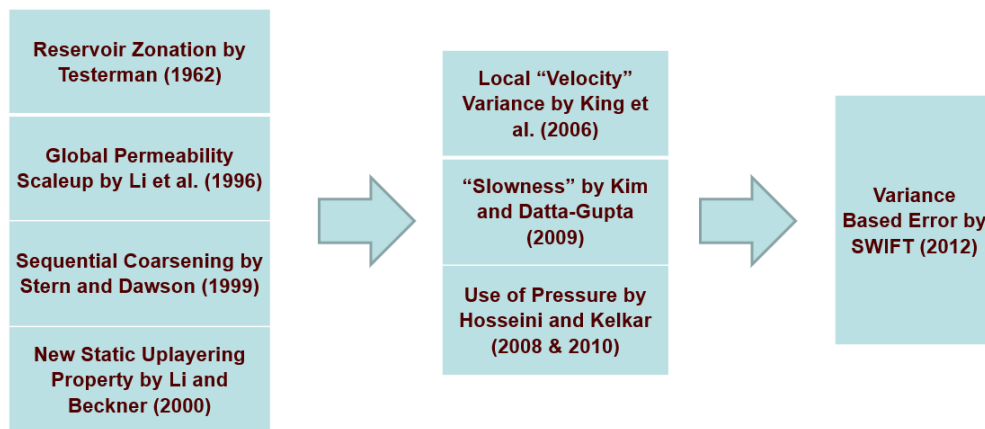 Reservoir Zonation by
Testerman (1962)
Global Permeability
Scaleup by Li et al. (1996)
Sequential Coarsening by
Stern and Dawson (1999)
New Static Uplayering
Property by Li and
Beckner (2000)
Local “Velocity”
Variance by King et
al. (2006)
“Slowness” by Kim
and Datta-Gupta
(2009)
Use of Pressure by
Hosseini and Kelkar
(2008 & 2010)
Variance
Based Error by
SWIFT (2012)